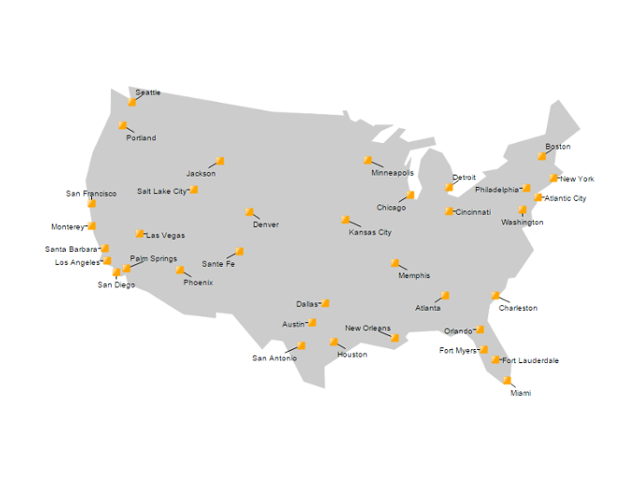 Seattle
Portland
Boston
Jackson
Minneapolis
Detroit
New York
Salt Lake City
Philadelphia
San Francisco
Atlantic City
Chicago
Cincinnati
Washington
Monterey
Denver
Kansas City
Las Vegas
Santa Barbara
Palm Springs
Los Angeles
Sante Fe
Memphis
San Diego
Phoenix
Dallas
Atlanta
Charleston
Austin
New Orleans
Orlando
San Antonio
Houston
Fort Myers
Fort Lauderdale
Miami